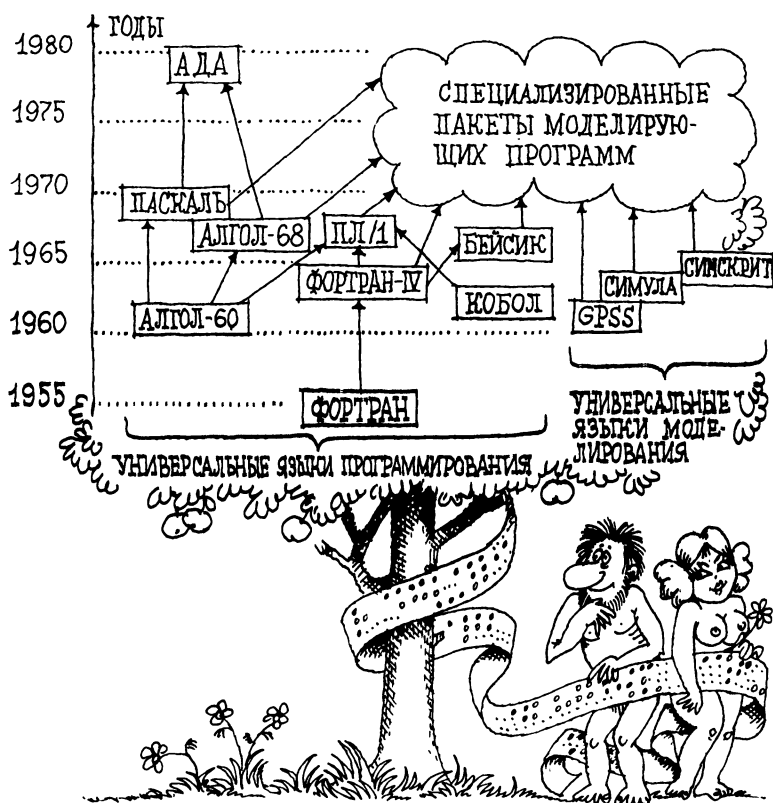 ГОДЫ
1980
АДА
СПЕЦИАЛИЗИРОВАННЫЕ
ПАКЕТЫ МОДЕЛИРУЮ-
ЩИХ ПРОГРАММ
1975
1970
ПАСКАЛЬ
АЛГОЛ-68
ПЛ/1
БЕЙСИК
1965
СИМСКРИПТ
ФОРТРАН-IV
СИМУЛА
КОБОЛ
АЛГОЛ-60
GPSS
1960
1955
ФОРТРАН
УНИВЕРСАЛЬНЫЕ
ЯЗЫКИ МОДЕ-
ЛИРОВАНИЯ
УНИВЕРСАЛЬНЫЕ ЯЗЫКИ ПРОГРАММИРОВАНИЯ